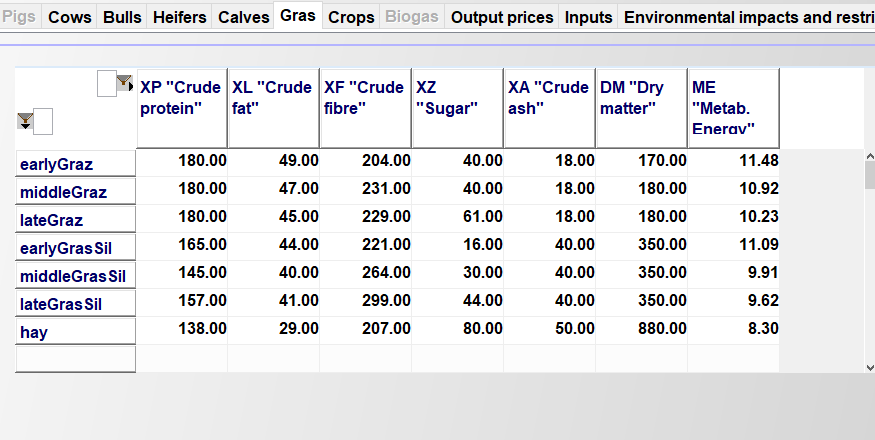 Pigs Cows Bulls Heifers Calves Gras Crops Biogas Output prices Inputs Environmental impacts and restri
XP "Crude protein" XL "Crude fat" XF "Crude fibre" XZ "Sugar" XA "Crude ash" DM "Dry matter" ME "Metab. Energy"
earlyGraz 180.00 49.00 204.00 40.00 18.00 170.00 11.48
middleGraz 180.00 47.00 231.00 40.00 18.00 180.00 10.92
lateGraz 180.00 45.00 229.00 61.00 18.00 180.00 10.23
earlyGrasSil 165.00 44.00 221.00 16.00 40.00 350.00 11.09
middleGrasSil 145.00 40.00 264.00 30.00 40.00 350.00 9.91
lateGrasSil 157.00 41.00 299.00 44.00 40.00 350.00 9.62
hay 138.00 29.00 207.00 80.00 50.00 880.00 8.30